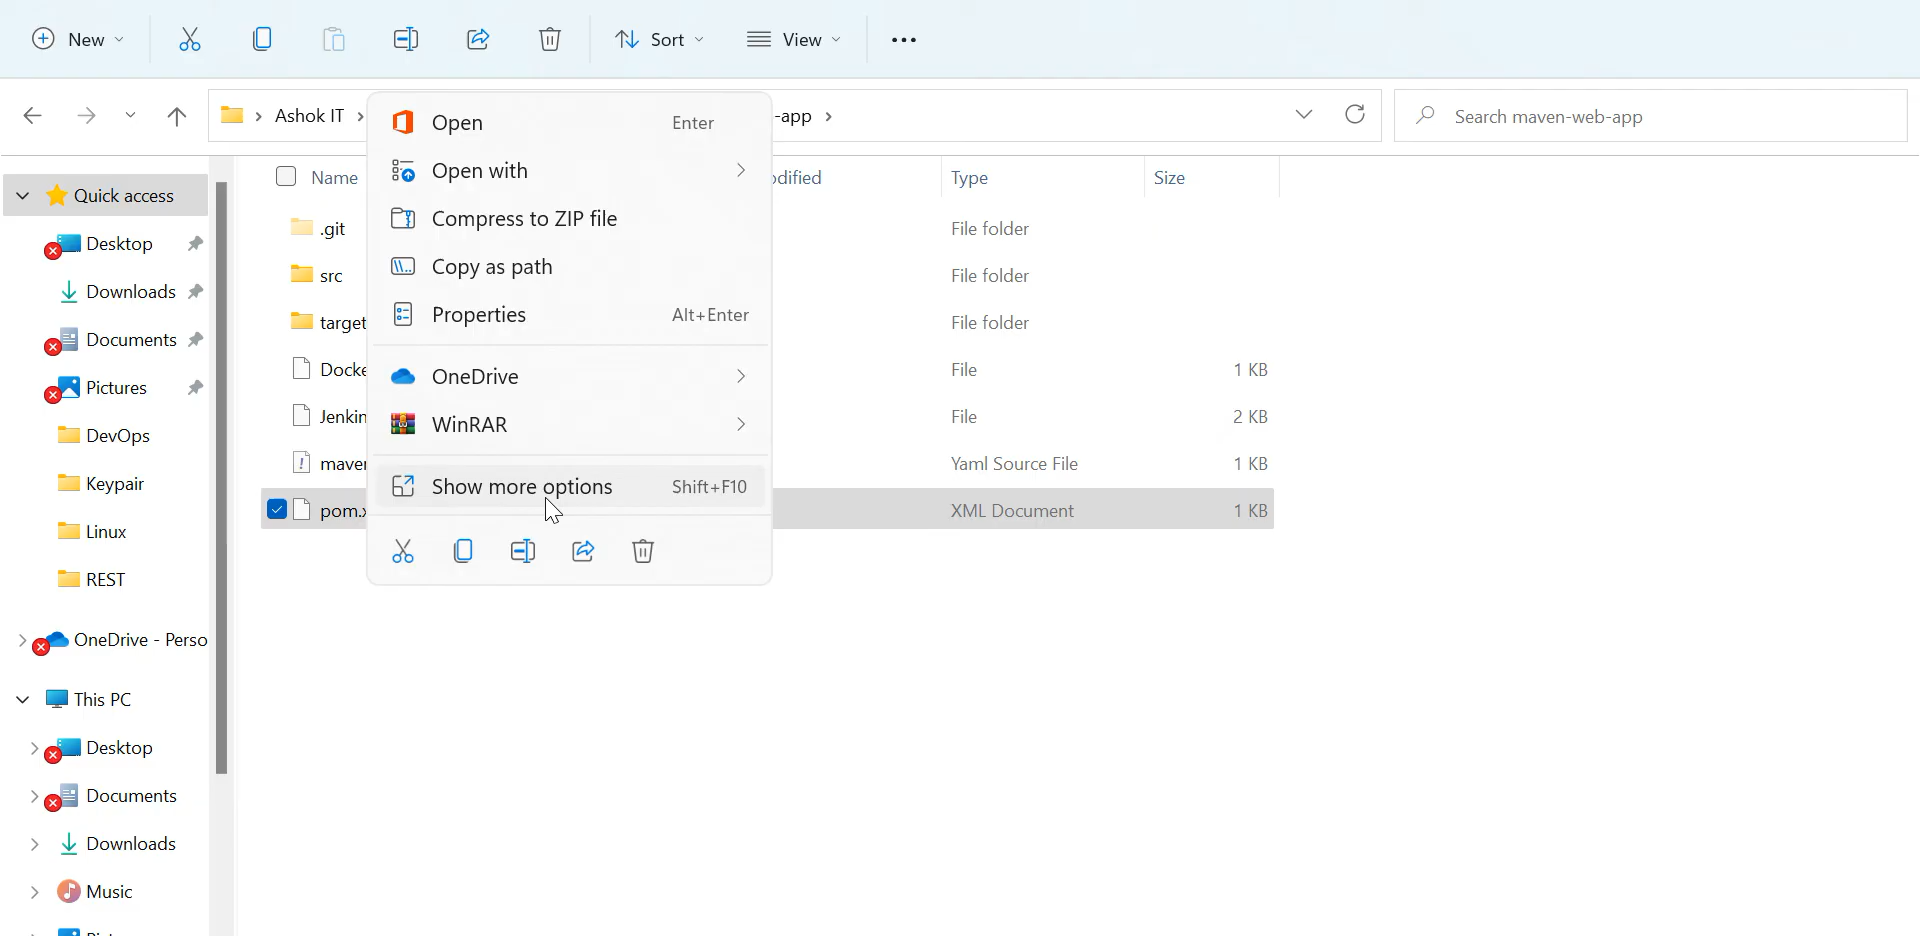 New
Sort
View
Ashok IT
-app
Search maven-web-app
Name
Type
Size
Quick access
Desktop
Downloads
Documents
Pictures
DevOps
Keypair
Linux
REST
OneDrive - Perso
This PC
Desktop
Documents
Downloads
Music
.git File folder
src File folder
target File folder
Docke File 1 KB
Jenkin File 2 KB
maven Yaml Source File 1 KB
pom.x XML Document 1 KB
Open Enter
Open with
Compress to ZIP file
Copy as path
Properties Alt+Enter
OneDrive
WinRAR
Show more options Shift+F10